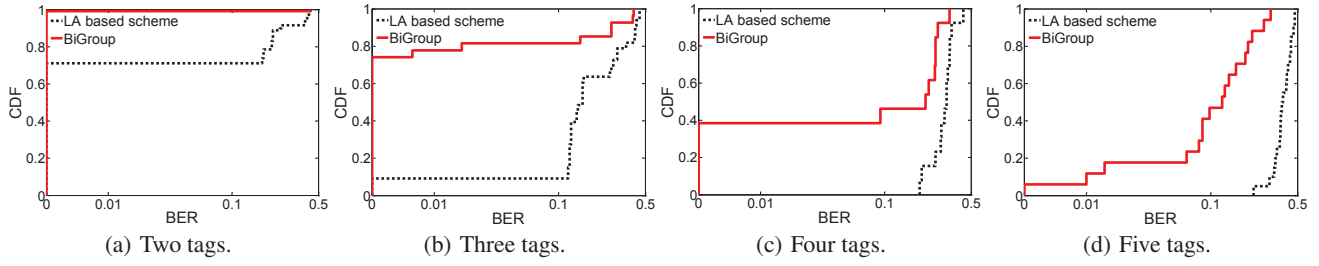 LA based scheme
BiGroup
CDF
1
0.8
0.6
0.4
0.2
0
0 0.01 0.1 0.5
BER
(a) Two tags.
LA based scheme
BiGroup
CDF
1
0.8
0.6
0.4
0.2
0
0 0.01 0.1 0.5
BER
(b) Three tags.
LA based scheme
BiGroup
CDF
1
0.8
0.6
0.4
0.2
0
0 0.01 0.1 0.5
BER
(c) Four tags.
LA based scheme
BiGroup
CDF
1
0.8
0.6
0.4
0.2
0
0 0.01 0.1 0.5
BER
(d) Five tags.